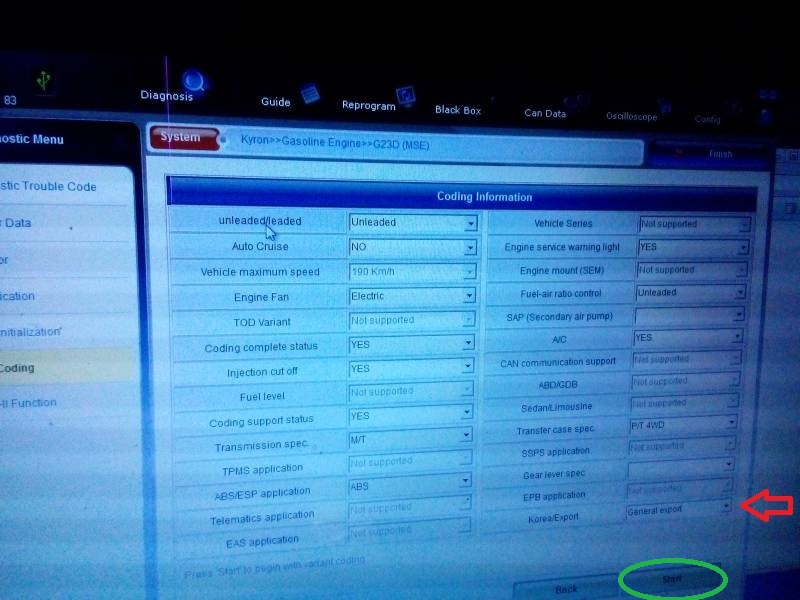 83
Diagnosis
Guide
Reprogram
Black Box
Can Data
Oscilloscope
Config
nostic Menu
System
Kyron>>Gasoline Engine>>G23D (MSE)
Finish
stic Trouble Code
r Data
or
ication
nitialization
Coding
-II Function
Coding Information
unleaded/leaded Unleaded Vehicle Series Not supported
Auto Cruise NO Engine service warning light YES
Vehicle maximum speed 190 Km/h Engine mount (SEM) Not supported
Engine Fan Electric Fuel-air ratio control Unleaded
TOD Variant Not supported SAP (Secondary air pump)
Coding complete status YES A/C YES
Injection cut off YES CAN communication support Not supported
Fuel level Not supported ABD/GDB Not supported
Coding support status YES Sedan/Limousine Not supported
Transmission spec M/T Transfer case spec P/T 4WD
TPMS application Not supported SSPS application Not supported
ABS/ESP application ABS Gear lever spec
Telematics application Not supported EPB application Not supported
EAS application Not supported Korea/Export General export
Press 'Start' to begin with variant coding
Back
Start